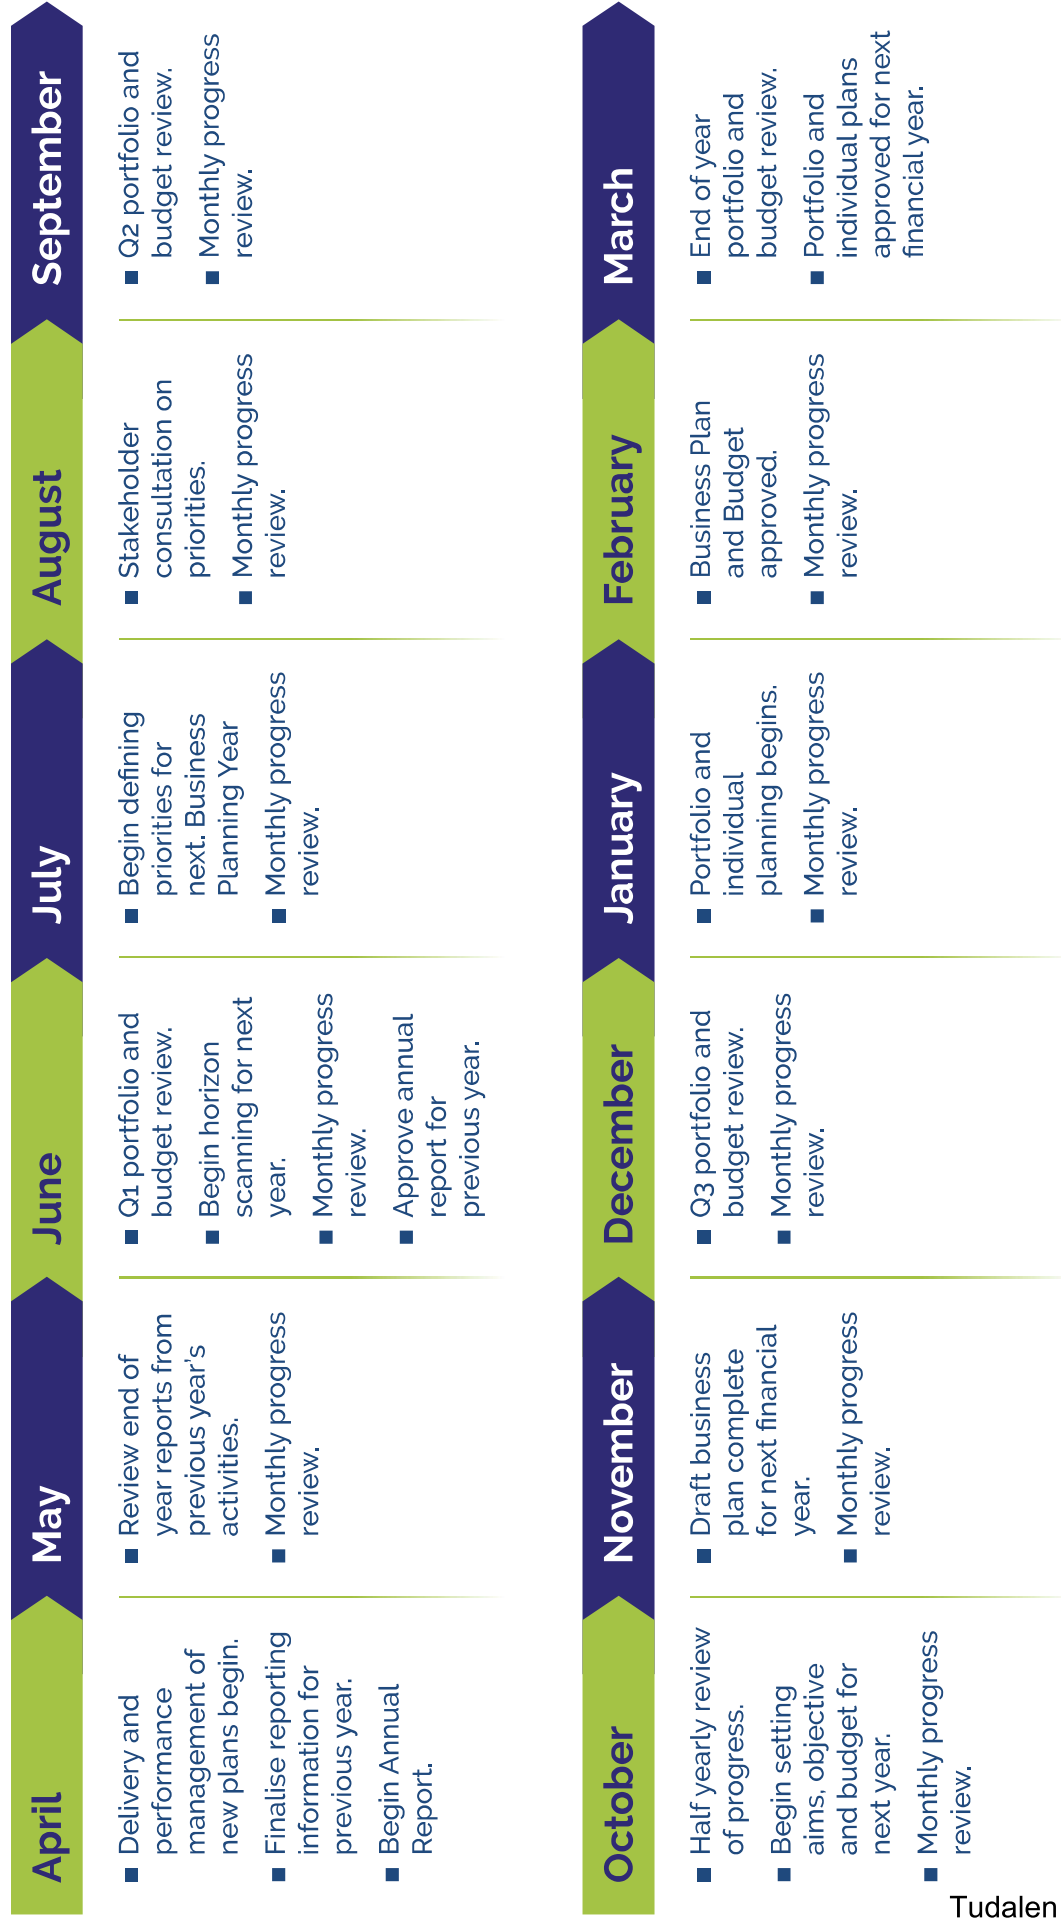 April
■ Delivery and
performance
management of
new plans begin.
■ Finalise reporting
information for
previous year.
■ Begin Annual
Report.
May
■ Review end of
year reports from
previous year’s
activities.
■ Monthly progress
review.
June
■ Q1 portfolio and
budget review.
■ Begin horizon
scanning for next
year.
■ Monthly progress
review.
■ Approve annual
report for
previous year.
July
■ Begin defining
priorities for
next. Business
Planning Year
■ Monthly progress
review.
August
■ Stakeholder
consultation on
priorities.
■ Monthly progress
review.
September
■ Q2 portfolio and
budget review.
■ Monthly progress
review.
October
■ Half yearly review
of progress.
■ Begin setting
aims, objective
and budget for
next year.
■ Monthly progress
review.
November
■ Draft business
plan complete
for next financial
year.
■ Monthly progress
review.
December
■ Q3 portfolio and
budget review.
■ Monthly progress
review.
January
■ Portfolio and
individual
planning begins.
■ Monthly progress
review.
February
■ Business Plan
and Budget
approved.
■ Monthly progress
review.
March
■ End of year
portfolio and
budget review.
■ Portfolio and
individual plans
approved for next
financial year.
Tudalen